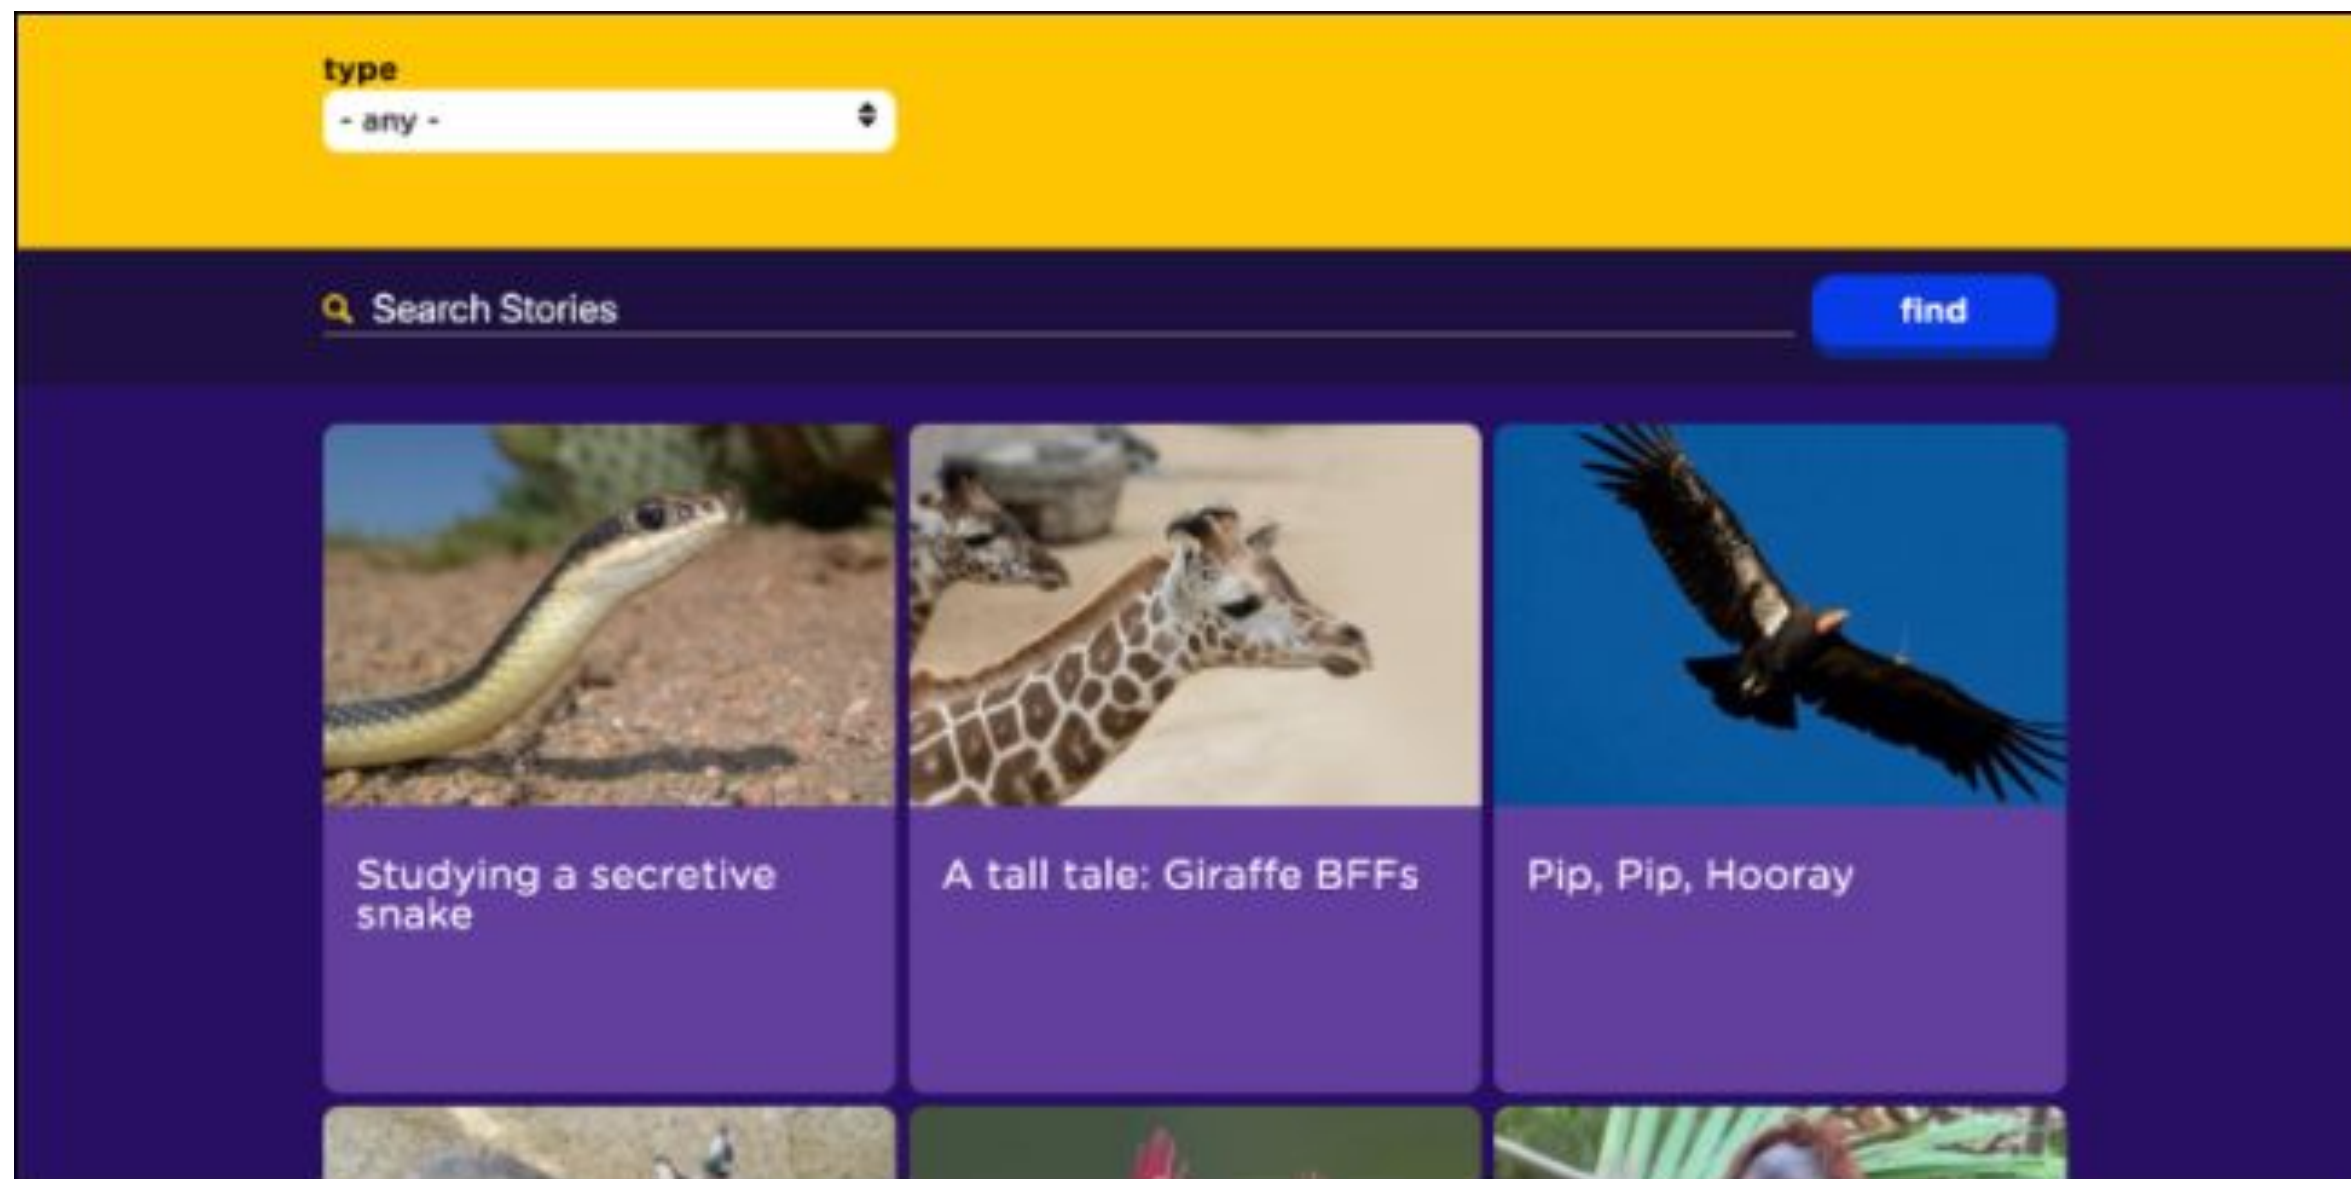 type
- any -
Search Stories
find
Studying a secretive
snake
A tall tale: Giraffe BFFs
Pip, Pip, Hooray